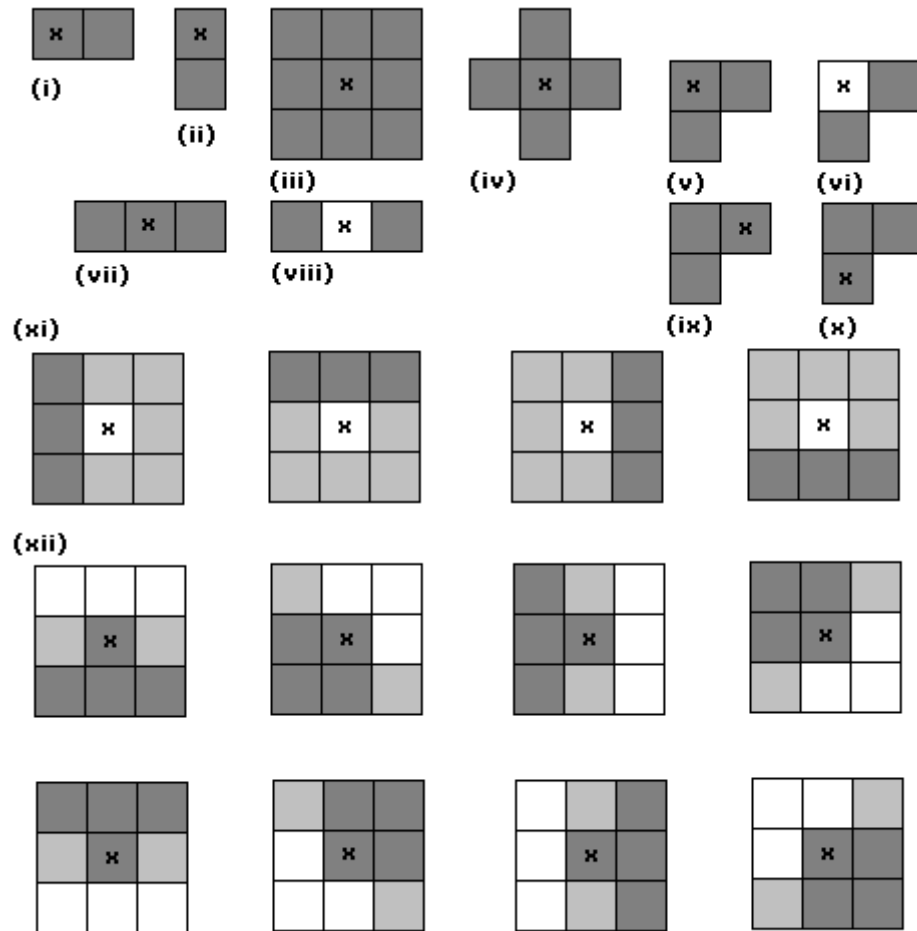 x x x x
(i) (ii) (iii) (iv) x x
(v) (vi)
x x x x
(vii) (viii) (ix) (x)
(xi)
x x x x
(xii)
x x x x
x x x x